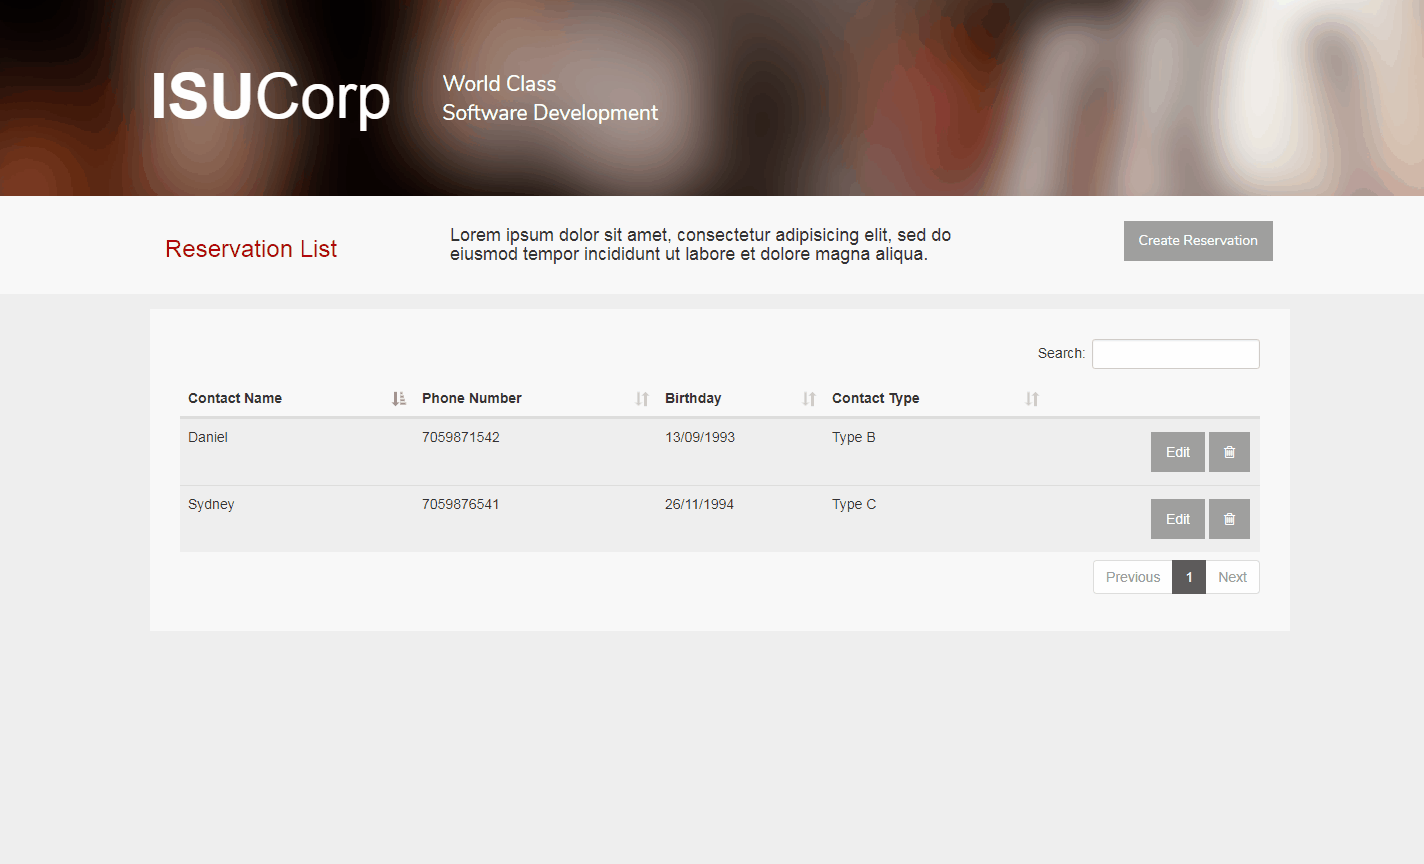 ISUCorp
World Class
Software Development
Reservation List
Lorem ipsum dolor sit amet, consectetur adipisicing elit, sed do
eiusmod tempor incididunt ut labore et dolore magna aliqua.
Create Reservation
Search:
Contact Name Phone Number Birthday Contact Type
Daniel 7059871542 13/09/1993 Type B Edit
Sydney 7059876541 26/11/1994 Type C Edit
Previous 1 Next